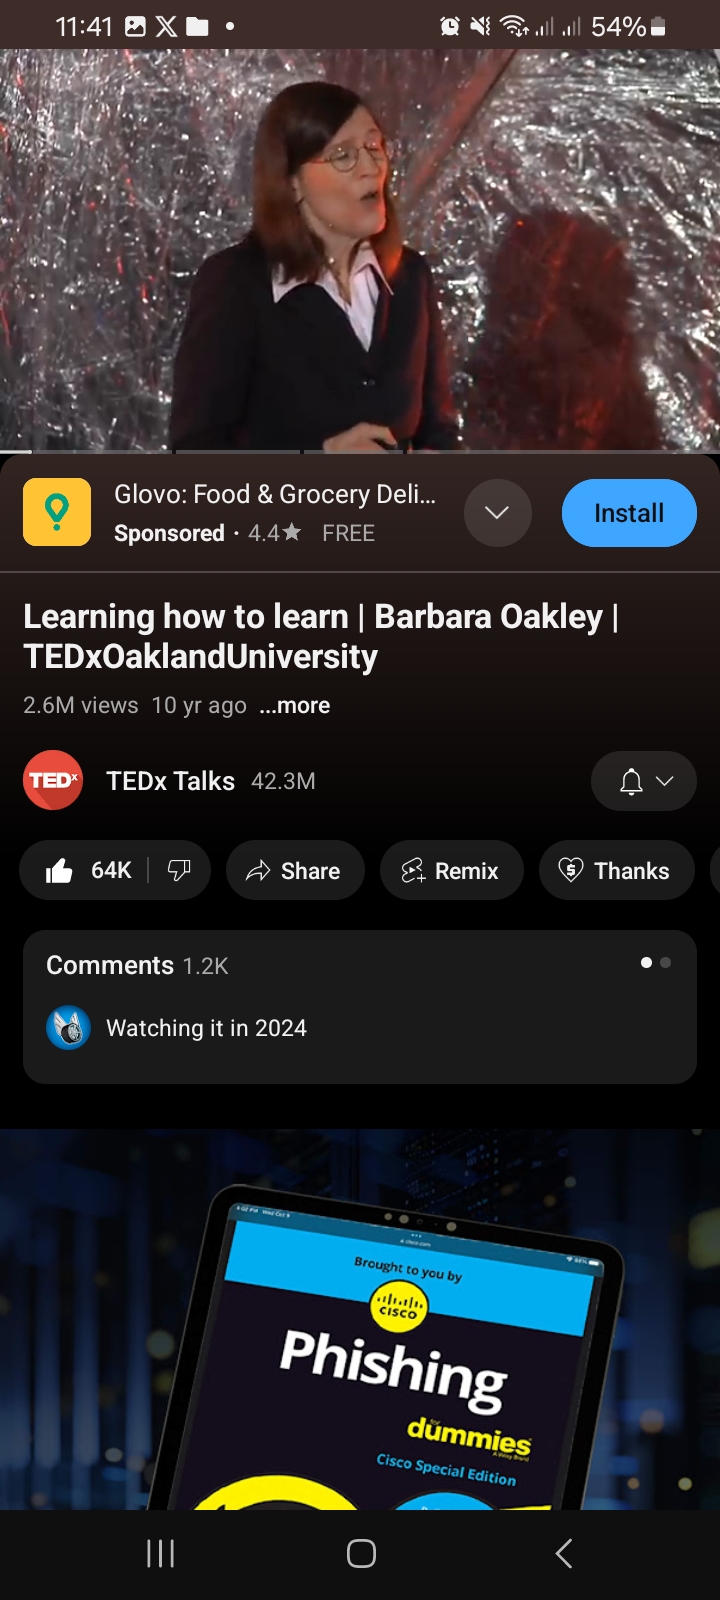 11:41
54%
Glovo: Food & Grocery Deli...
Sponsored · 4.4★ FREE
Install
Learning how to learn | Barbara Oakley |
TEDxOaklandUniversity
2.6M views 10 yr ago ...more
TEDx
TEDx Talks 42.3M
64K
Share
Remix
Thanks
Comments 1.2K
Watching it in 2024
Brought to you by
CISCO
Phishing
for
dummies
A Wiley Brand
Cisco Special Edition